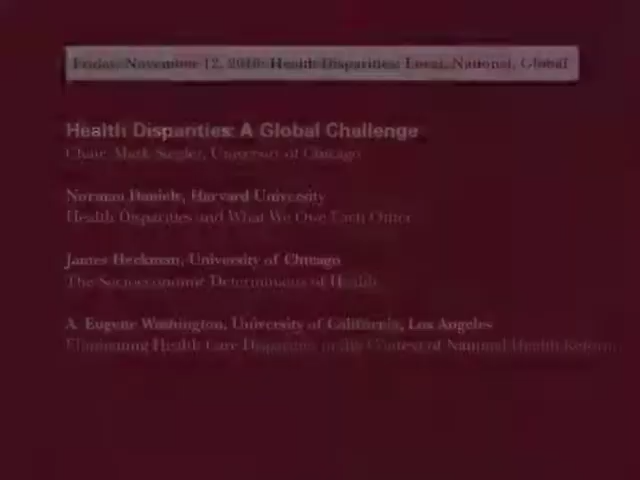 Friday, November 12, 2010: Health Disparities: Local, National, Global
Health Disparities: A Global Challenge
Chair: Mark Siegler, University of Chicago
Norman Daniels, Harvard University
Health Disparities and What We Owe Each Other
James Heckman, University of Chicago
The Socioeconomic Determinants of Health
A. Eugene Washington, University of California, Los Angeles
Eliminating Health Care Disparities in the Context of National Health Reform